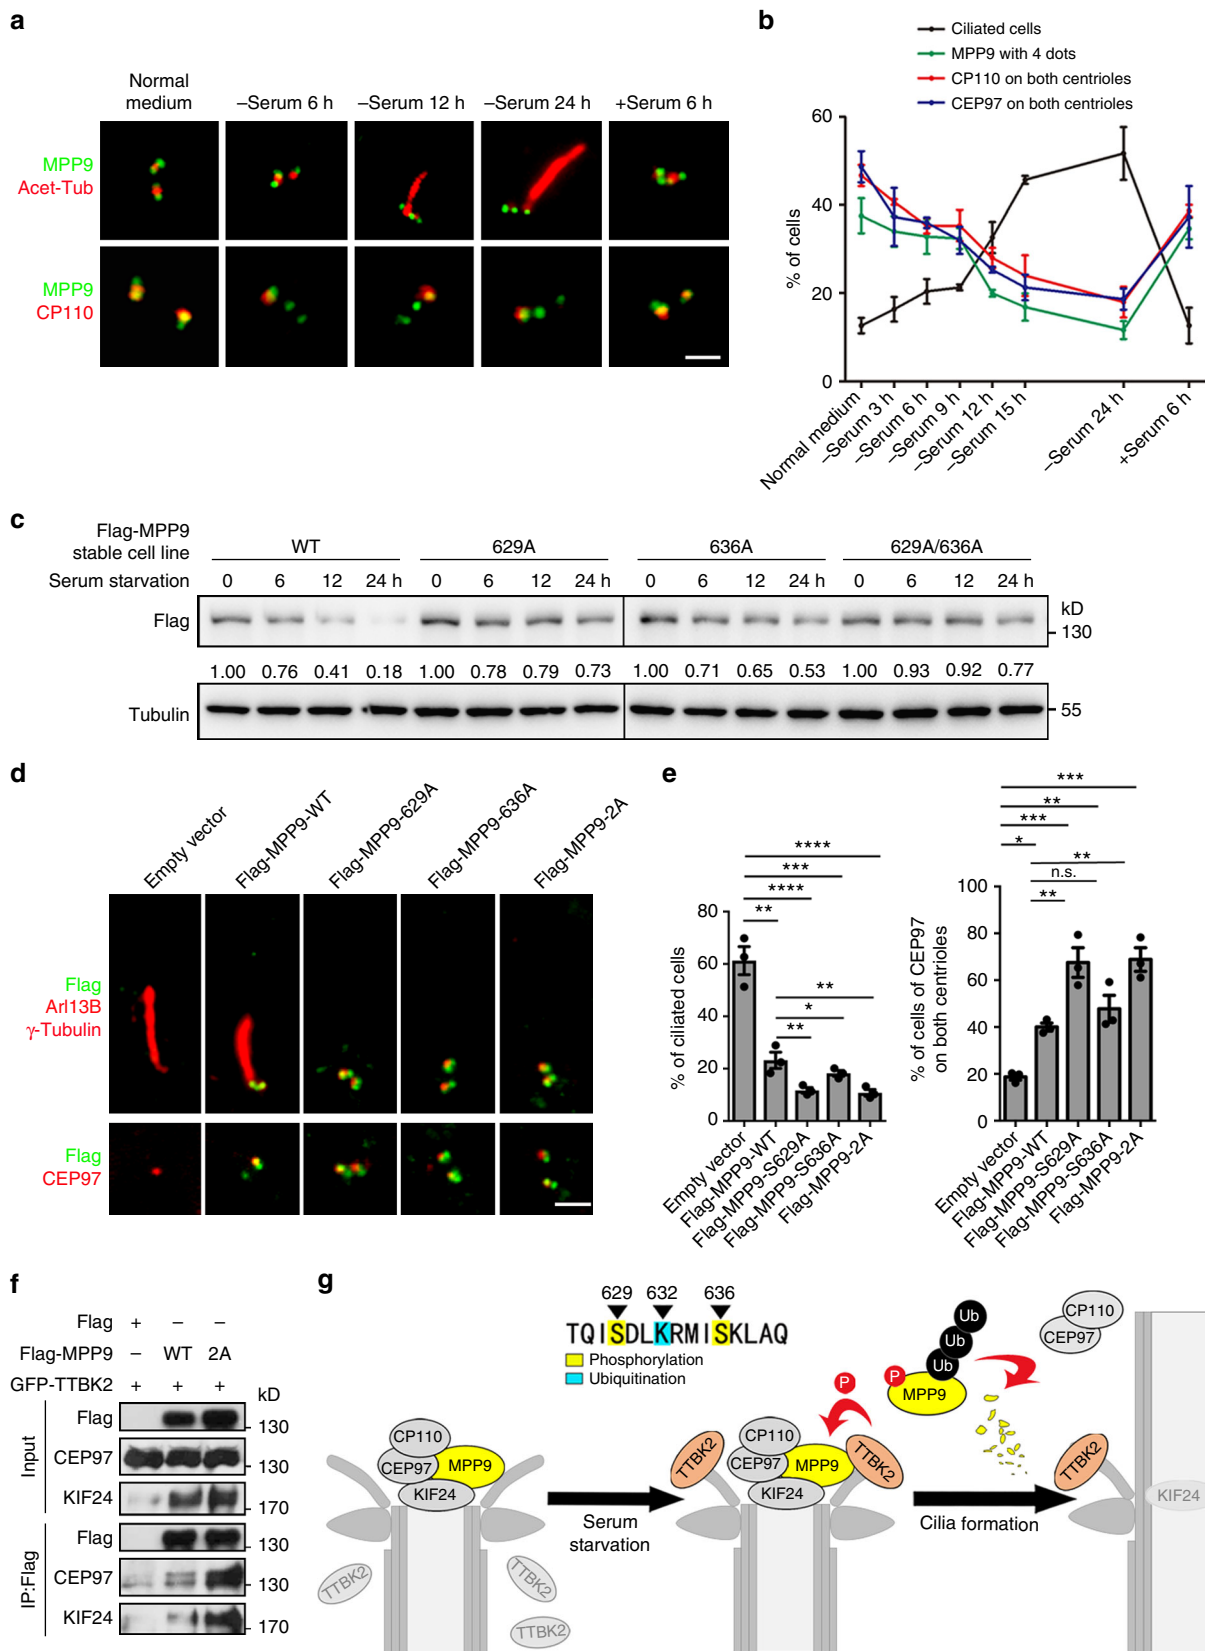 a
Normal
medium
–Serum 6 h
–Serum 12 h
–Serum 24 h
+Serum 6 h
MPP9
Acet-Tub
MPP9
CP110
b
Ciliated cells
MPP9 with 4 dots
CP110 on both centrioles
CEP97 on both centrioles
% of cells
60
40
20
0
Normal medium
–Serum 3 h
–Serum 6 h
–Serum 9 h
–Serum 12 h
–Serum 15 h
–Serum 24 h
+Serum 6 h
c
Flag-MPP9
stable cell line
WT 629A 636A 629A/636A
Serum starvation 0 6 12 24 h 0 6 12 24 h 0 6 12 24 h 0 6 12 24 h
Flag
kD
130
1.00 0.76 0.41 0.18 1.00 0.78 0.79 0.73 1.00 0.71 0.65 0.53 1.00 0.93 0.92 0.77
Tubulin
55
d
Empty vector
Flag-MPP9-WT
Flag-MPP9-629A
Flag-MPP9-636A
Flag-MPP9-2A
Flag
Arl13B
γ-Tubulin
Flag
CEP97
e
% of ciliated cells
80
60
40
20
0
****
***
****
**
**
*
**
Empty vector
Flag-MPP9-WT
Flag-MPP9-S629A
Flag-MPP9-S636A
Flag-MPP9-2A
% of cells of CEP97
on both centrioles
100
80
60
40
20
0
***
**
***
*
**
n.s.
**
Empty vector
Flag-MPP9-WT
Flag-MPP9-S629A
Flag-MPP9-S636A
Flag-MPP9-2A
f
Flag + – –
Flag-MPP9 – WT 2A
GFP-TTBK2 + + +
kD
Input
Flag 130
CEP97 130
KIF24 170
IP:Flag
Flag
CEP97 130
KIF24 170
g
629 632 636
TQISDLKRMISKLAQ
Phosphorylation
Ubiquitination
CP110
CEP97
MPP9
KIF24
TTBK2
TTBK2
TTBK2
Serum
starvation
P
TTBK2
CP110
CEP97
MPP9
TTBK2
KIF24
Cilia formation
Ub
Ub
Ub
P
MPP9
CP110
CEP97
TTBK2
KIF24